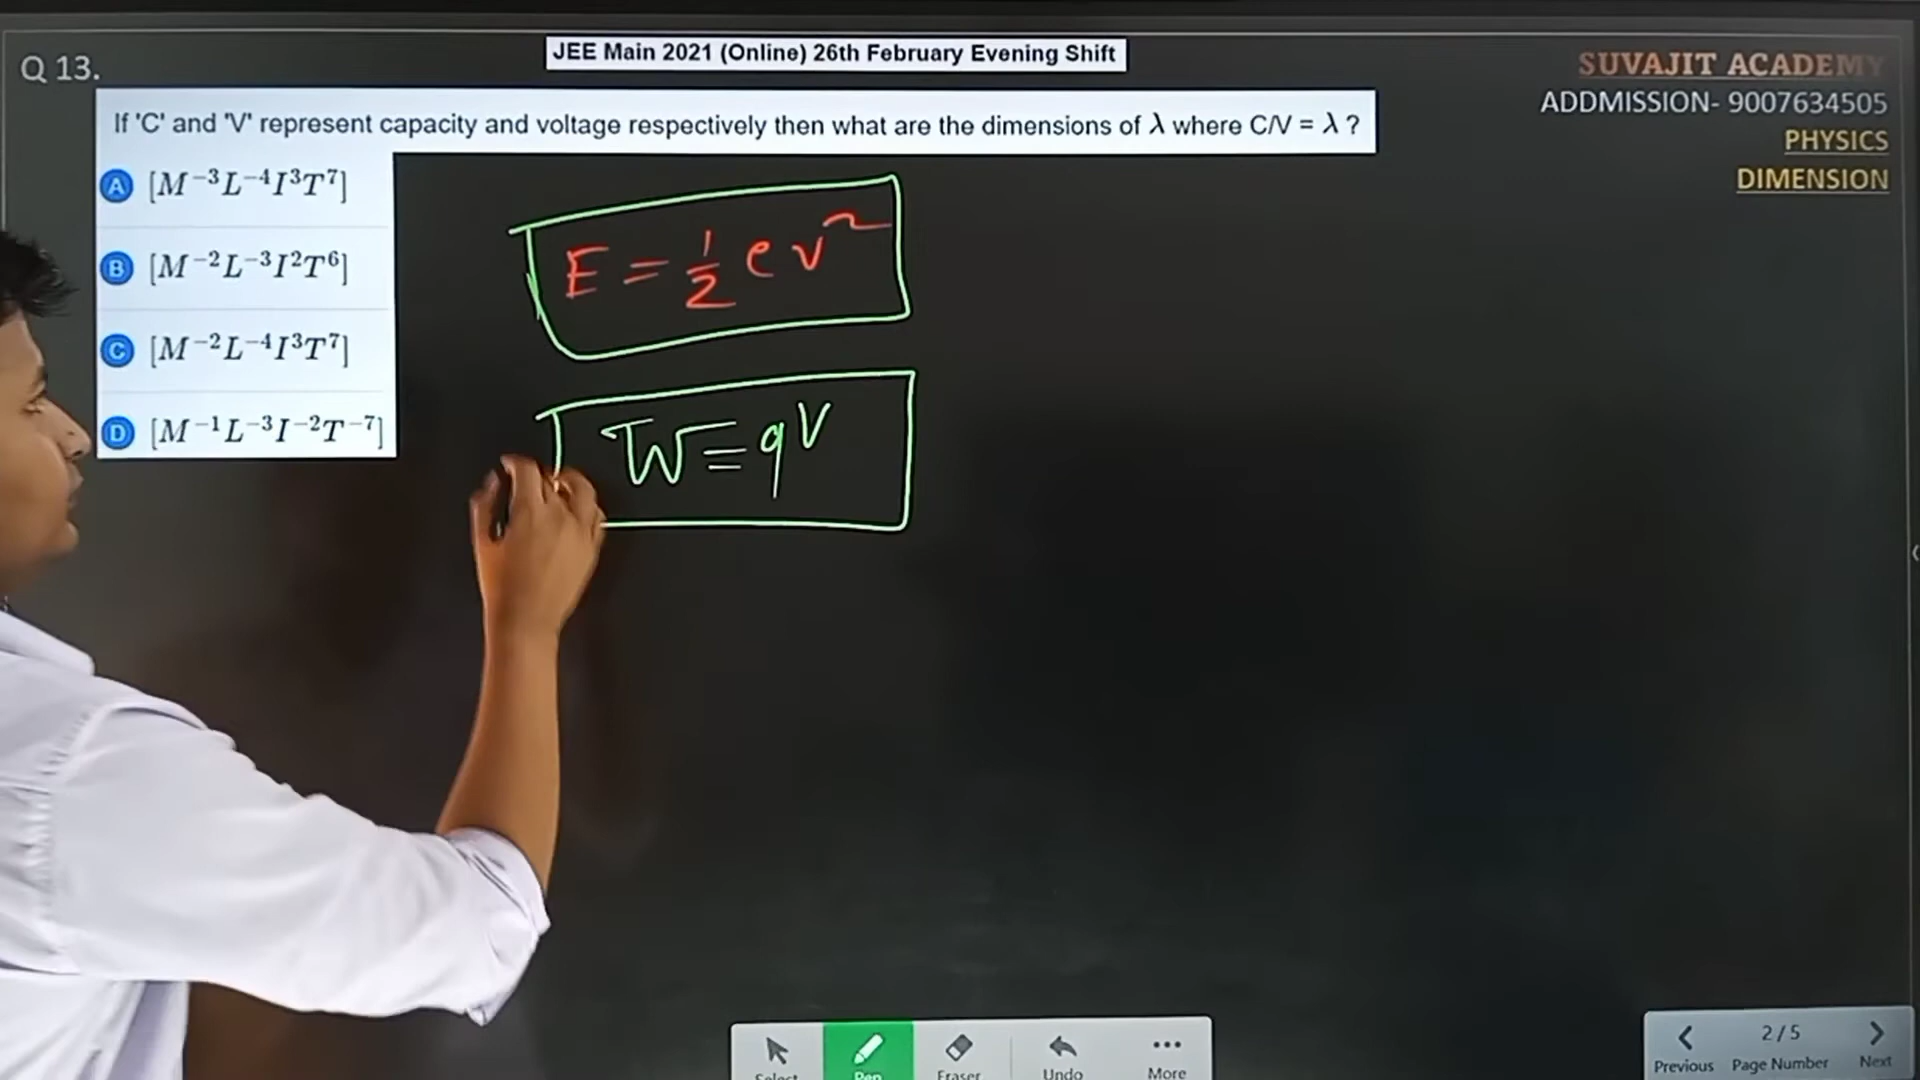 JEE Main 2021 (Online) 26th February Evening Shift
Q 13.
SUVAJIT ACADEMY
ADDMISSION- 9007634505
PHYSICS
DIMENSION
If 'C' and 'V' represent capacity and voltage respectively then what are the dimensions of λ where C/V = λ ?
A [M⁻³L⁻⁴I³T⁷]
B [M⁻²L⁻³I²T⁶]
C [M⁻²L⁻⁴I³T⁷]
D [M⁻¹L⁻³I⁻²T⁻⁷]
E = ½ c v²
W = qV
Select Pen Eraser Undo More
2/5
Previous Page Number Next